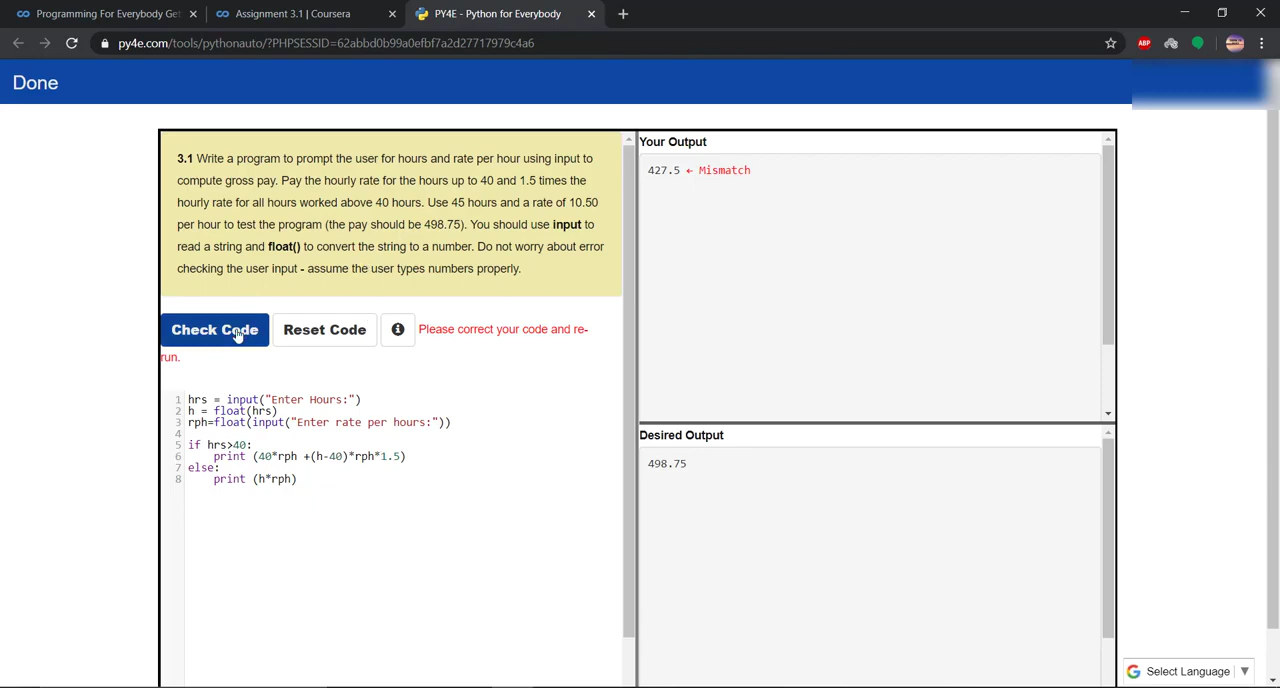 Programming For Everybody Get
Assignment 3.1 | Coursera
PY4E - Python for Everybody
py4e.com/tools/pythonauto/?PHPSESSID=62abbd0b99a0efbf7a2d27717979c4a6
ABP
Done
3.1 Write a program to prompt the user for hours and rate per hour using input to
compute gross pay. Pay the hourly rate for the hours up to 40 and 1.5 times the
hourly rate for all hours worked above 40 hours. Use 45 hours and a rate of 10.50
per hour to test the program (the pay should be 498.75). You should use input to
read a string and float() to convert the string to a number. Do not worry about error
checking the user input - assume the user types numbers properly.
Check Code Reset Code Please correct your code and re-
run.
1 hrs = input("Enter Hours:")
2 h = float(hrs)
3 rph=float(input("Enter rate per hours:"))
4
5 if hrs>40:
6 print (40*rph +(h-40)*rph*1.5)
7 else:
8 print (h*rph)
Your Output
427.5 ← Mismatch
Desired Output
498.75
Select Language ▼